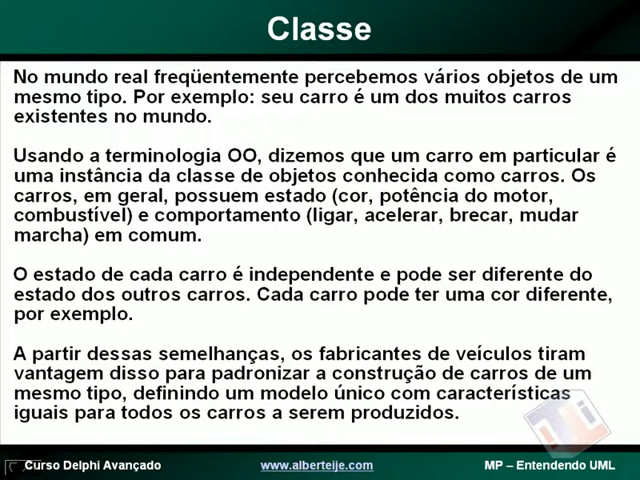 Classe
No mundo real freqüentemente percebemos vários objetos de um
mesmo tipo. Por exemplo: seu carro é um dos muitos carros
existentes no mundo.
Usando a terminologia OO, dizemos que um carro em particular é
uma instância da classe de objetos conhecida como carros. Os
carros, em geral, possuem estado (cor, potência do motor,
combustível) e comportamento (ligar, acelerar, brecar, mudar
marcha) em comum.
O estado de cada carro é independente e pode ser diferente do
estado dos outros carros. Cada carro pode ter uma cor diferente,
por exemplo.
A partir dessas semelhanças, os fabricantes de veículos tiram
vantagem disso para padronizar a construção de carros de um
mesmo tipo, definindo um modelo único com características
iguais para todos os carros a serem produzidos.
Curso Delphi Avançado www.alberteije.com MP – Entendendo UML